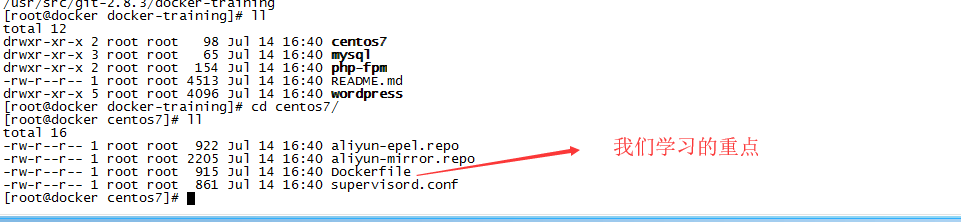 /usr/src/git-2.8.3/docker-training
[root@docker docker-training]# ll
total 12
drwxr-xr-x 2 root root   98 Jul 14 16:40 centos7
drwxr-xr-x 3 root root   65 Jul 14 16:40 mysql
drwxr-xr-x 2 root root  154 Jul 14 16:40 php-fpm
-rw-r--r-- 1 root root 4513 Jul 14 16:40 README.md
drwxr-xr-x 5 root root 4096 Jul 14 16:40 wordpress
[root@docker docker-training]# cd centos7/
[root@docker centos7]# ll
total 16
-rw-r--r-- 1 root root  922 Jul 14 16:40 aliyun-epel.repo
-rw-r--r-- 1 root root 2205 Jul 14 16:40 aliyun-mirror.repo
-rw-r--r-- 1 root root  915 Jul 14 16:40 Dockerfile
-rw-r--r-- 1 root root  861 Jul 14 16:40 supervisord.conf
[root@docker centos7]#
我们学习的重点